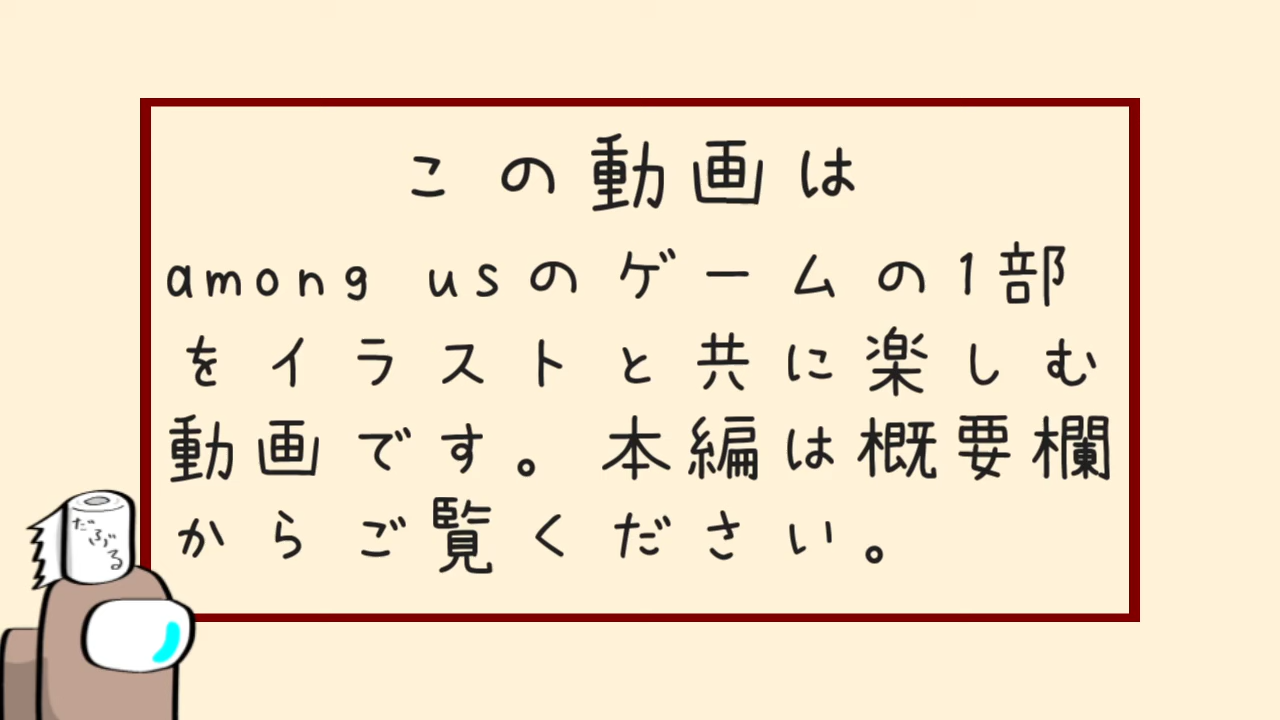 この動画は
among usのゲームの1部
をイラストと共に楽しむ
動画です。本編は概要欄
からご覧ください。
だぶる